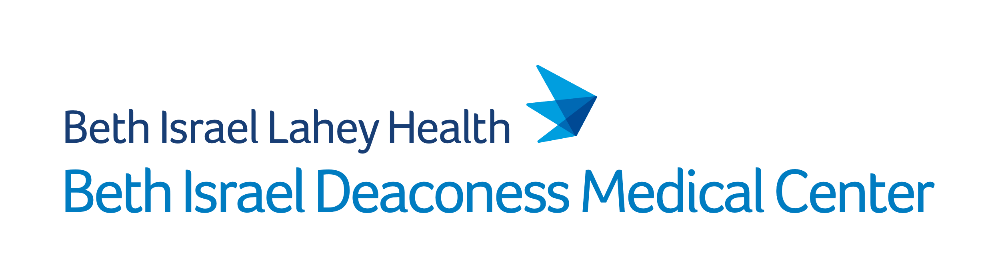 Beth Israel Lahey Health
Beth Israel Deaconess Medical Center